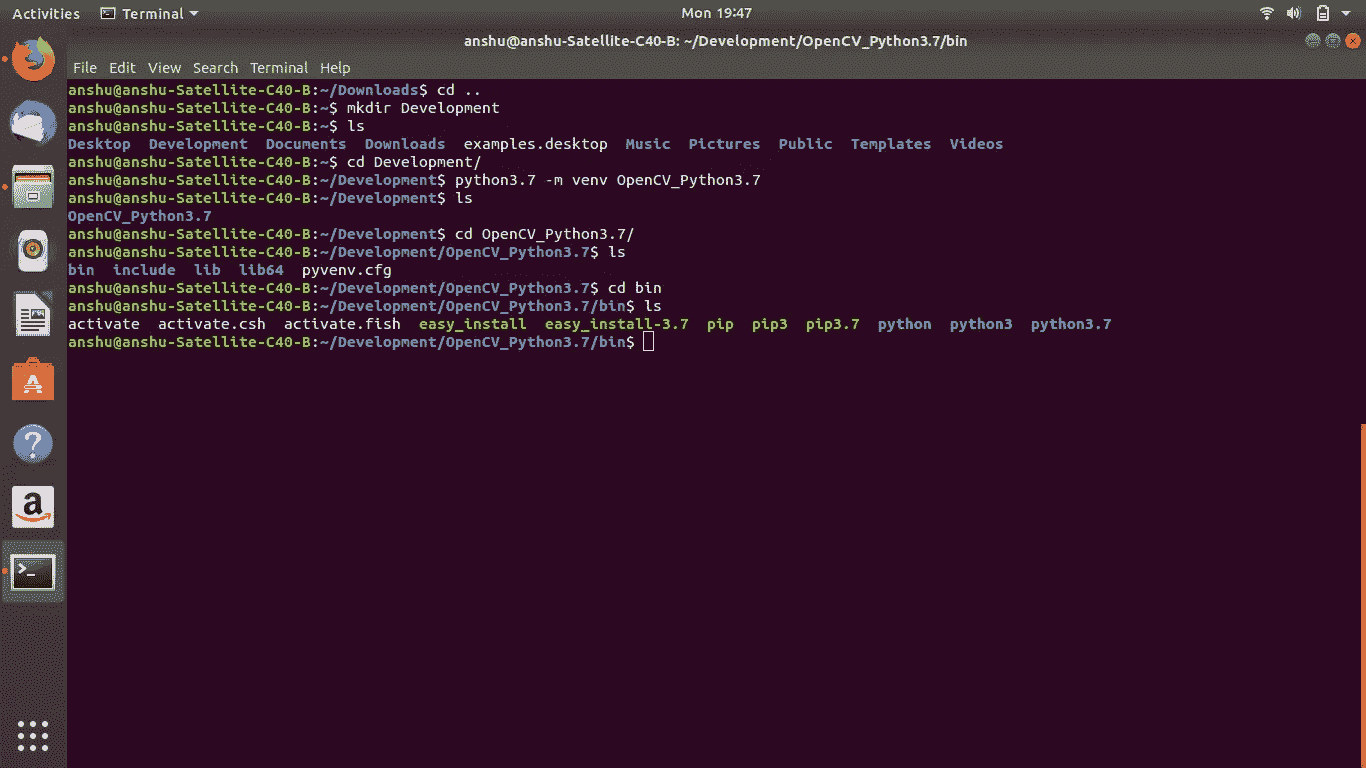 Activities Terminal Mon 19:47
anshu@anshu-Satellite-C40-B: ~/Development/OpenCV_Python3.7/bin
File Edit View Search Terminal Help
anshu@anshu-Satellite-C40-B:~/Downloads$ cd ..
anshu@anshu-Satellite-C40-B:~$ mkdir Development
anshu@anshu-Satellite-C40-B:~$ ls
Desktop Development Documents Downloads examples.desktop Music Pictures Public Templates Videos
anshu@anshu-Satellite-C40-B:~$ cd Development/
anshu@anshu-Satellite-C40-B:~/Development$ python3.7 -m venv OpenCV_Python3.7
anshu@anshu-Satellite-C40-B:~/Development$ ls
OpenCV_Python3.7
anshu@anshu-Satellite-C40-B:~/Development$ cd OpenCV_Python3.7/
anshu@anshu-Satellite-C40-B:~/Development/OpenCV_Python3.7$ ls
bin include lib lib64 pyvenv.cfg
anshu@anshu-Satellite-C40-B:~/Development/OpenCV_Python3.7$ cd bin
anshu@anshu-Satellite-C40-B:~/Development/OpenCV_Python3.7/bin$ ls
activate activate.csh activate.fish easy_install easy_install-3.7 pip pip3 pip3.7 python python3 python3.7
anshu@anshu-Satellite-C40-B:~/Development/OpenCV_Python3.7/bin$